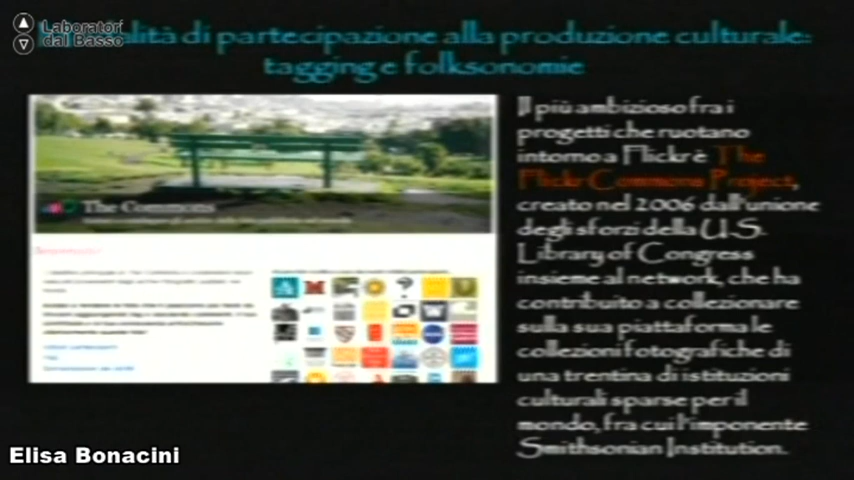 Laboratori
dal Basso
di partecipazione alla produzione culturale:
tagging e folksonomie
The Commons
Il più ambizioso fra i
progetti che ruotano
intorno a Flickr è The
Flickr Commons Project,
creato nel 2006 dall'unione
degli sforzi della U.S.
Library of Congress
insieme al network, che ha
contribuito a collezionare
sulla sua piattaforma le
collezioni fotografiche di
una trentina di istituzioni
culturali sparse per il
mondo, fra cui l'imponente
Smithsonian Institution.
Elisa Bonacini